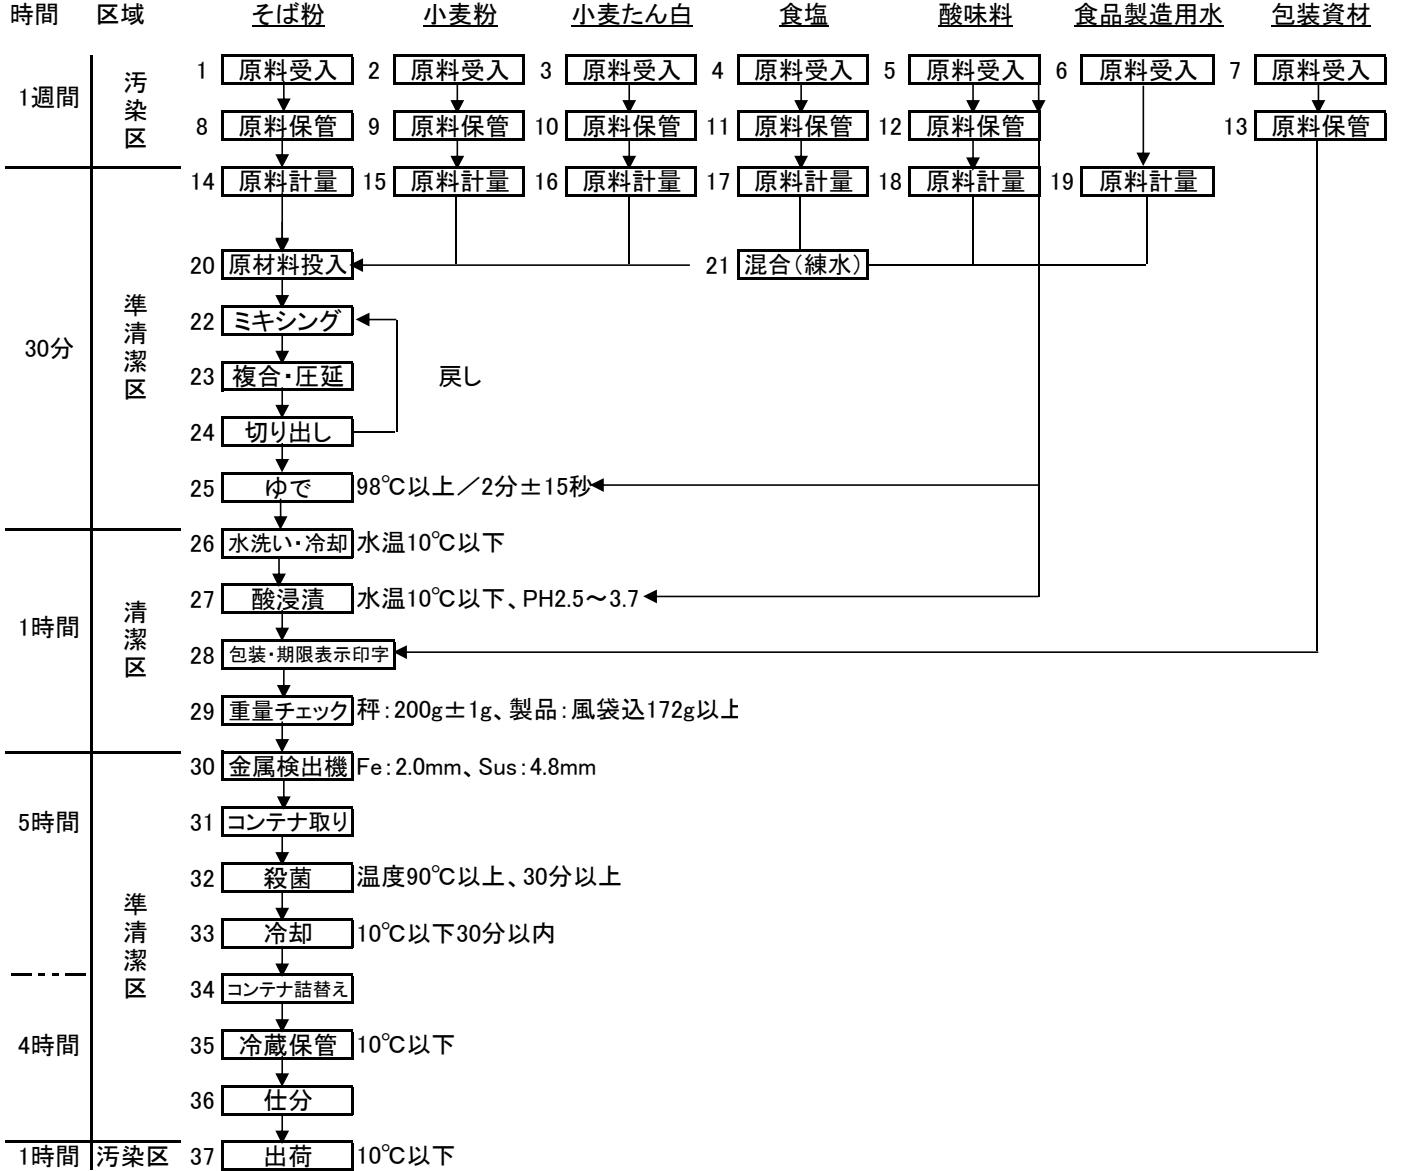 時間 区域 そば粉 小麦粉 小麦たん白 食塩 酸味料 食品製造用水 包装資材
1 原料受入 2 原料受入 3 原料受入 4 原料受入 5 原料受入 6 原料受入 7 原料受入
1週間 汚染区
8 原料保管 9 原料保管 10 原料保管 11 原料保管 12 原料保管 13 原料保管
14 原料計量 15 原料計量 16 原料計量 17 原料計量 18 原料計量 19 原料計量
20 原材料投入 21 混合(練水)
22 ミキシング
30分 準清潔区
23 複合・圧延 戻し
24 切り出し
25 ゆで 98℃以上/2分±15秒
26 水洗い・冷却 水温10℃以下
27 酸浸漬 水温10℃以下、PH2.5~3.7
1時間 清潔区
28 包装・期限表示印字
29 重量チェック 秤:200g±1g、製品:風袋込172g以上
30 金属検出機 Fe:2.0mm、Sus:4.8mm
5時間 31 コンテナ取り
32 殺菌 温度90℃以上、30分以上
準清潔区
33 冷却 10℃以下30分以内
34 コンテナ詰替え
4時間 35 冷蔵保管 10℃以下
36 仕分
1時間 汚染区 37 出荷 10℃以下